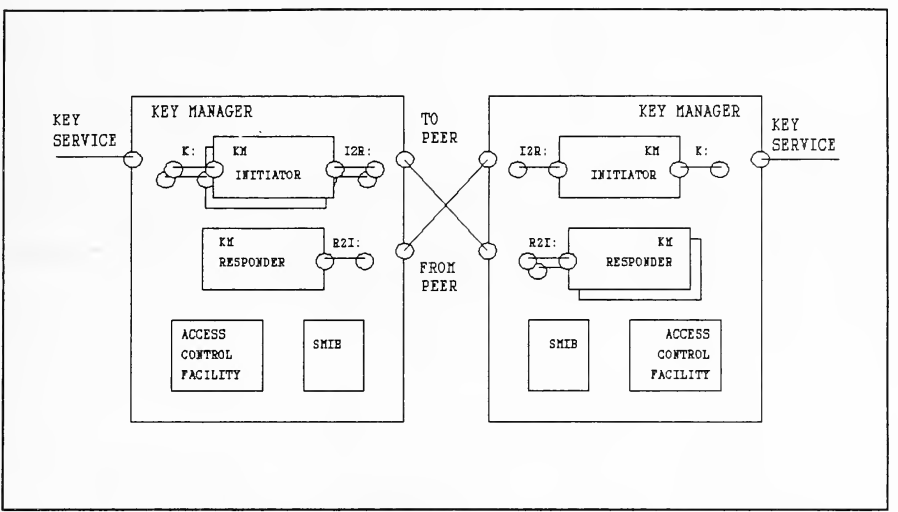 KEY MANAGER
KEY
SERVICE
K:
KM
INITIATOR
I2R:
KM
RESPONDER
R2I:
ACCESS
CONTROL
FACILITY
SMIB
TO
PEER
FROM
PEER
KEY MANAGER
KEY
SERVICE
I2R:
KM
INITIATOR
K:
R2I:
KM
RESPONDER
SMIB
ACCESS
CONTROL
FACILITY